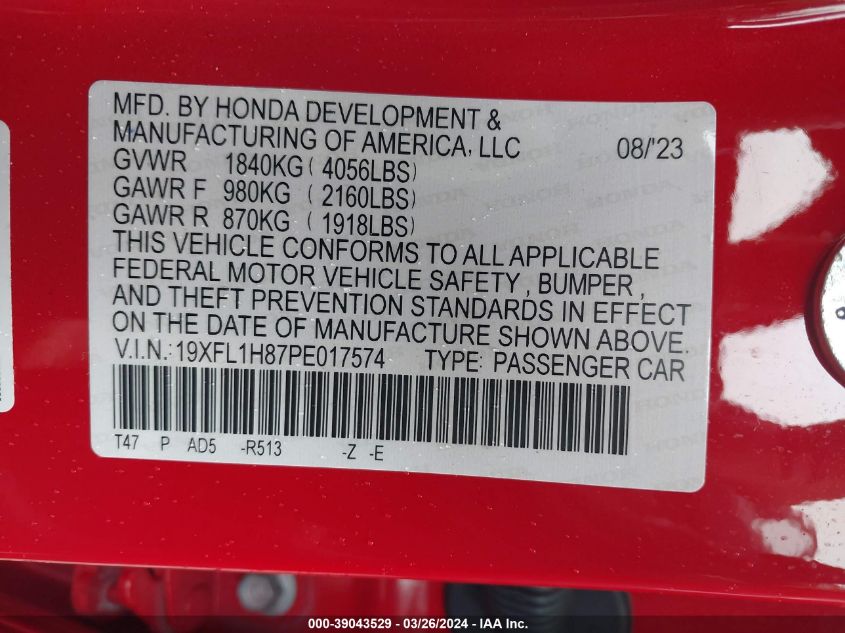 MFD. BY HONDA DEVELOPMENT &
MANUFACTURING OF AMERICA, LLC 08/'23
GVWR 1840KG ( 4056LBS)
GAWR F 980KG ( 2160LBS)
GAWR R 870KG ( 1918LBS)
THIS VEHICLE CONFORMS TO ALL APPLICABLE
FEDERAL MOTOR VEHICLE SAFETY, BUMPER,
AND THEFT PREVENTION STANDARDS IN EFFECT
ON THE DATE OF MANUFACTURE SHOWN ABOVE.
V.I.N.:19XFL1H87PE017574 TYPE: PASSENGER CAR
T47 P AD5 -R513 -Z -E
000-39043529 - 03/26/2024 - IAA Inc.